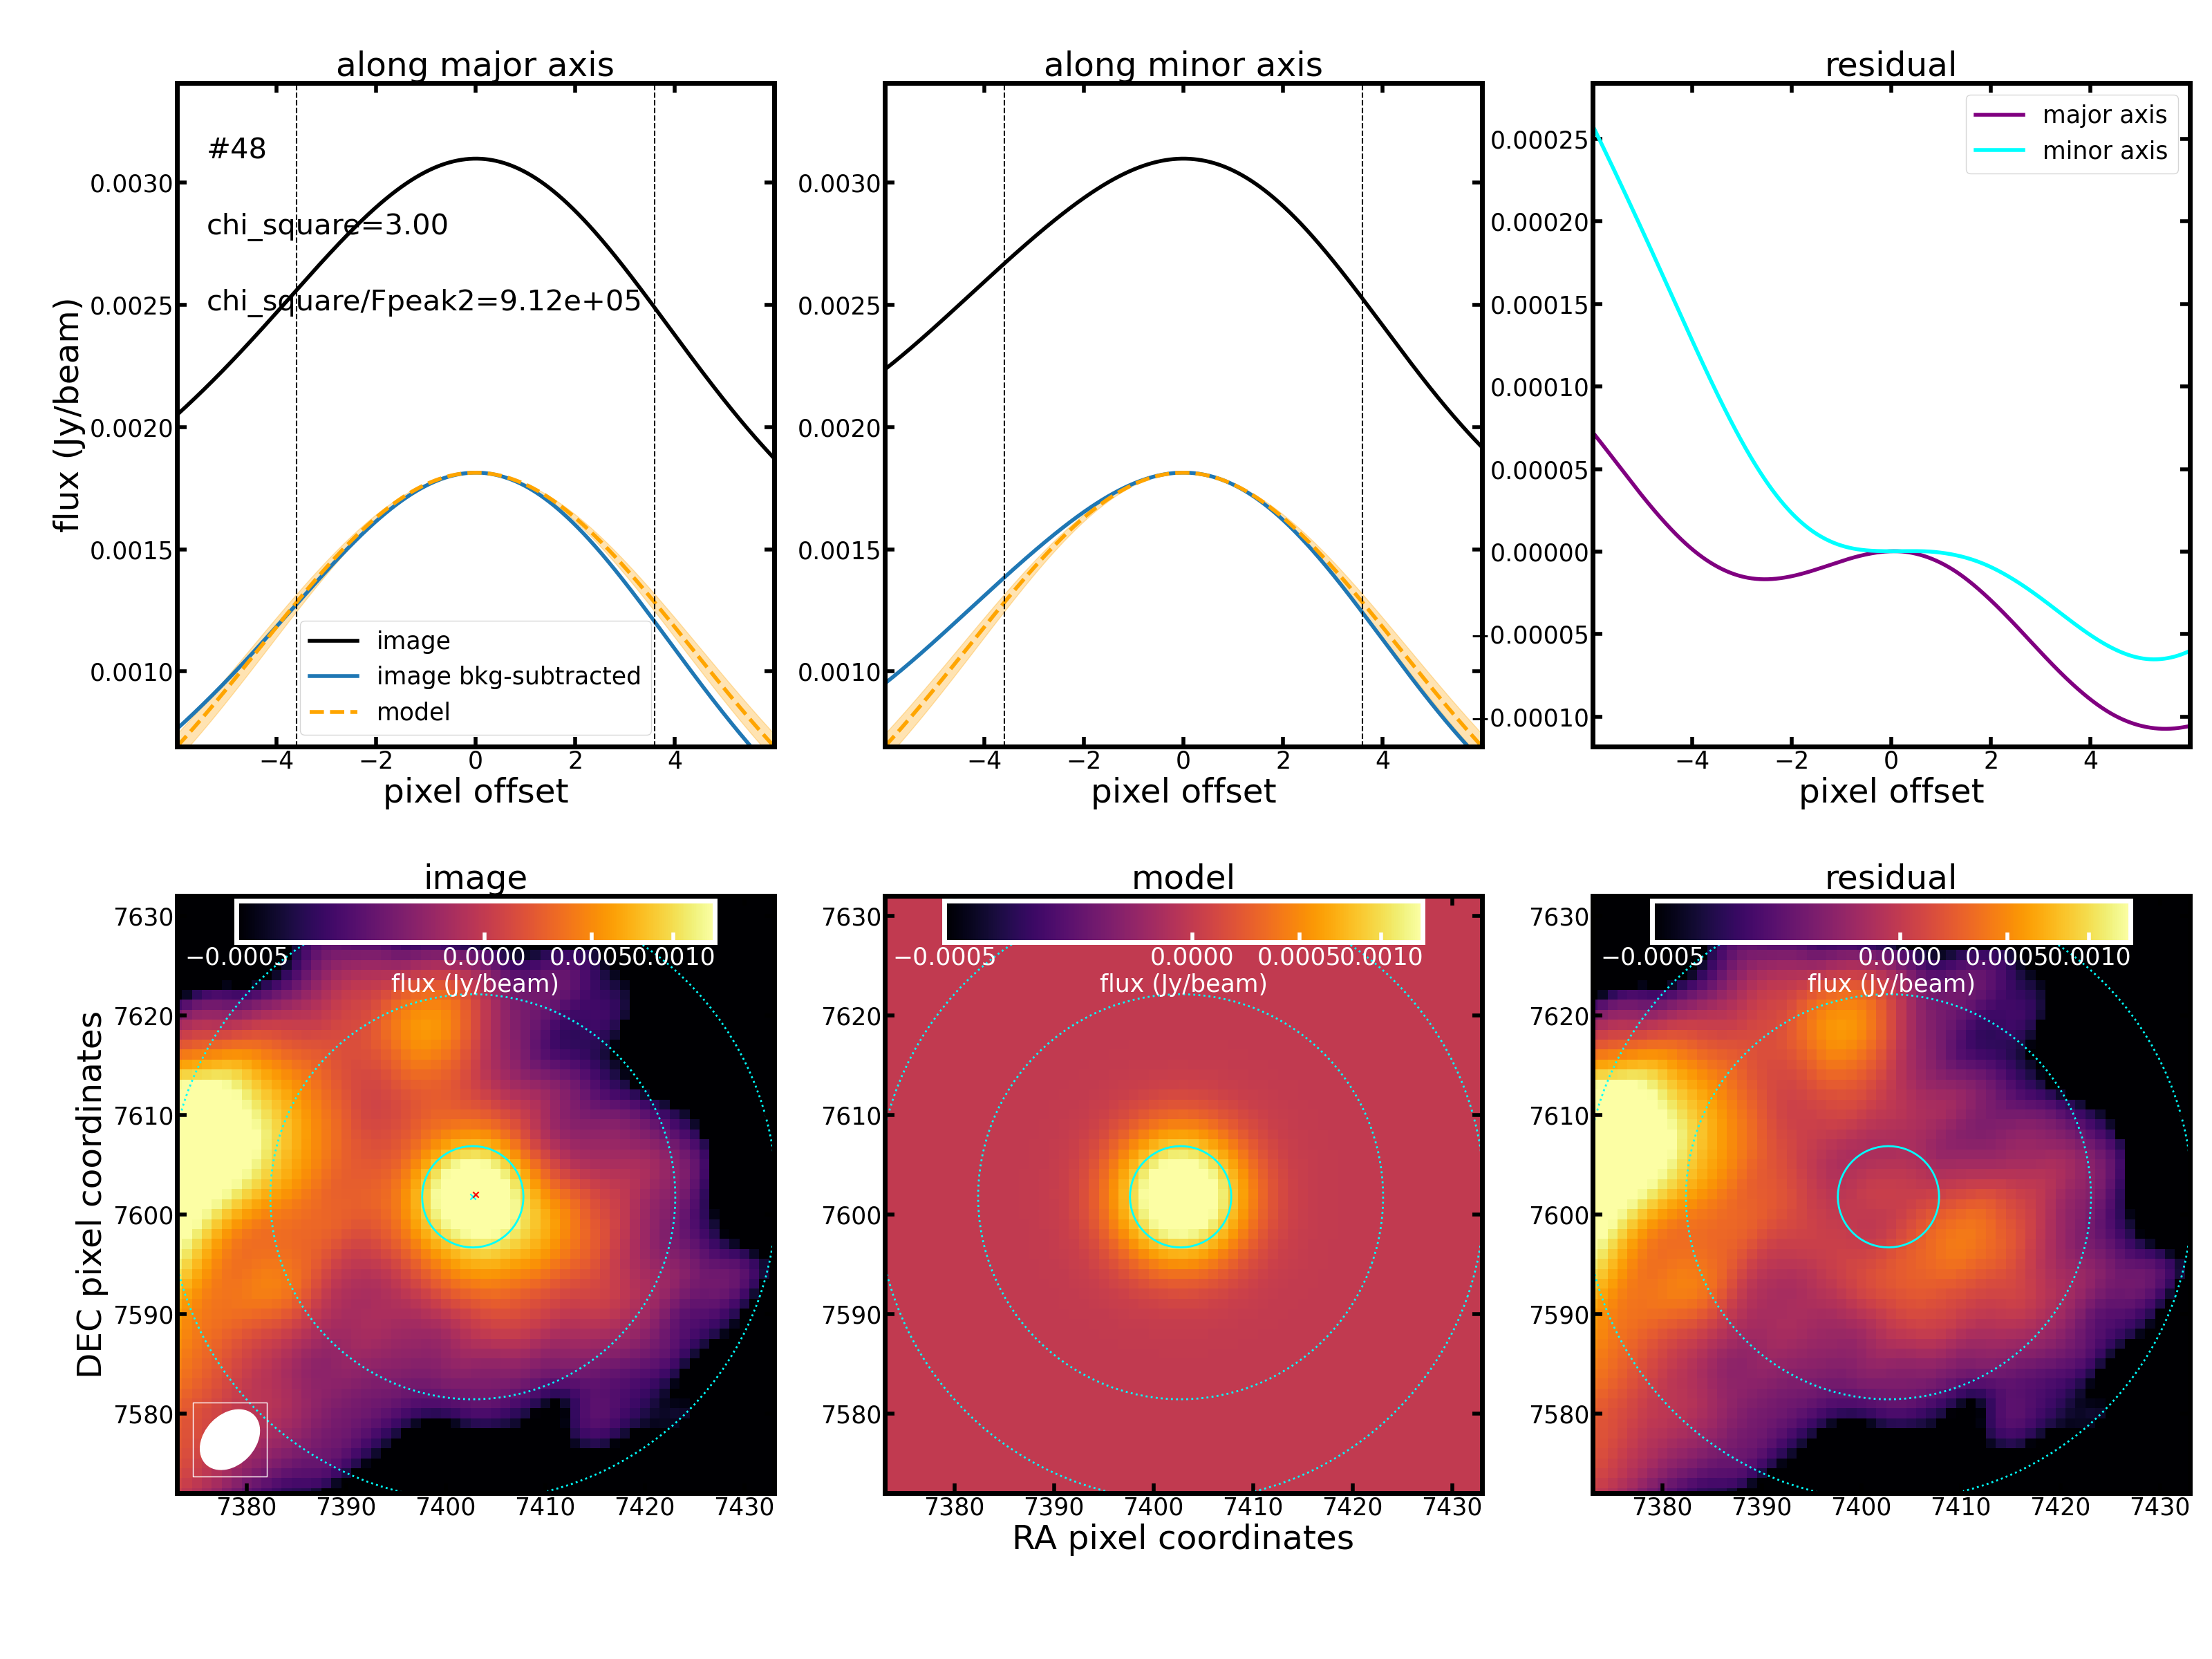 along major axis
along minor axis
residual
#48
chi_square=3.00
chi_square/Fpeak2=9.12e+05
flux (Jy/beam)
0.0030
0.0025
0.0020
0.0015
0.0010
image
image bkg-subtracted
model
−4 −2 0 2 4
pixel offset
0.0030
0.0025
0.0020
0.0015
0.0010
−4 −2 0 2 4
pixel offset
major axis
minor axis
0.00025
0.00020
0.00015
0.00010
0.00005
0.00000
−0.00005
−0.00010
−4 −2 0 2 4
pixel offset
image
model
residual
−0.0005 0.0000 0.0005 0.0010
flux (Jy/beam)
−0.0005 0.0000 0.0005 0.0010
flux (Jy/beam)
−0.0005 0.0000 0.0005 0.0010
flux (Jy/beam)
DEC pixel coordinates
7630
7620
7610
7600
7590
7580
7380 7390 7400 7410 7420 7430
7630
7620
7610
7600
7590
7580
7380 7390 7400 7410 7420 7430
RA pixel coordinates
7630
7620
7610
7600
7590
7580
7380 7390 7400 7410 7420 7430